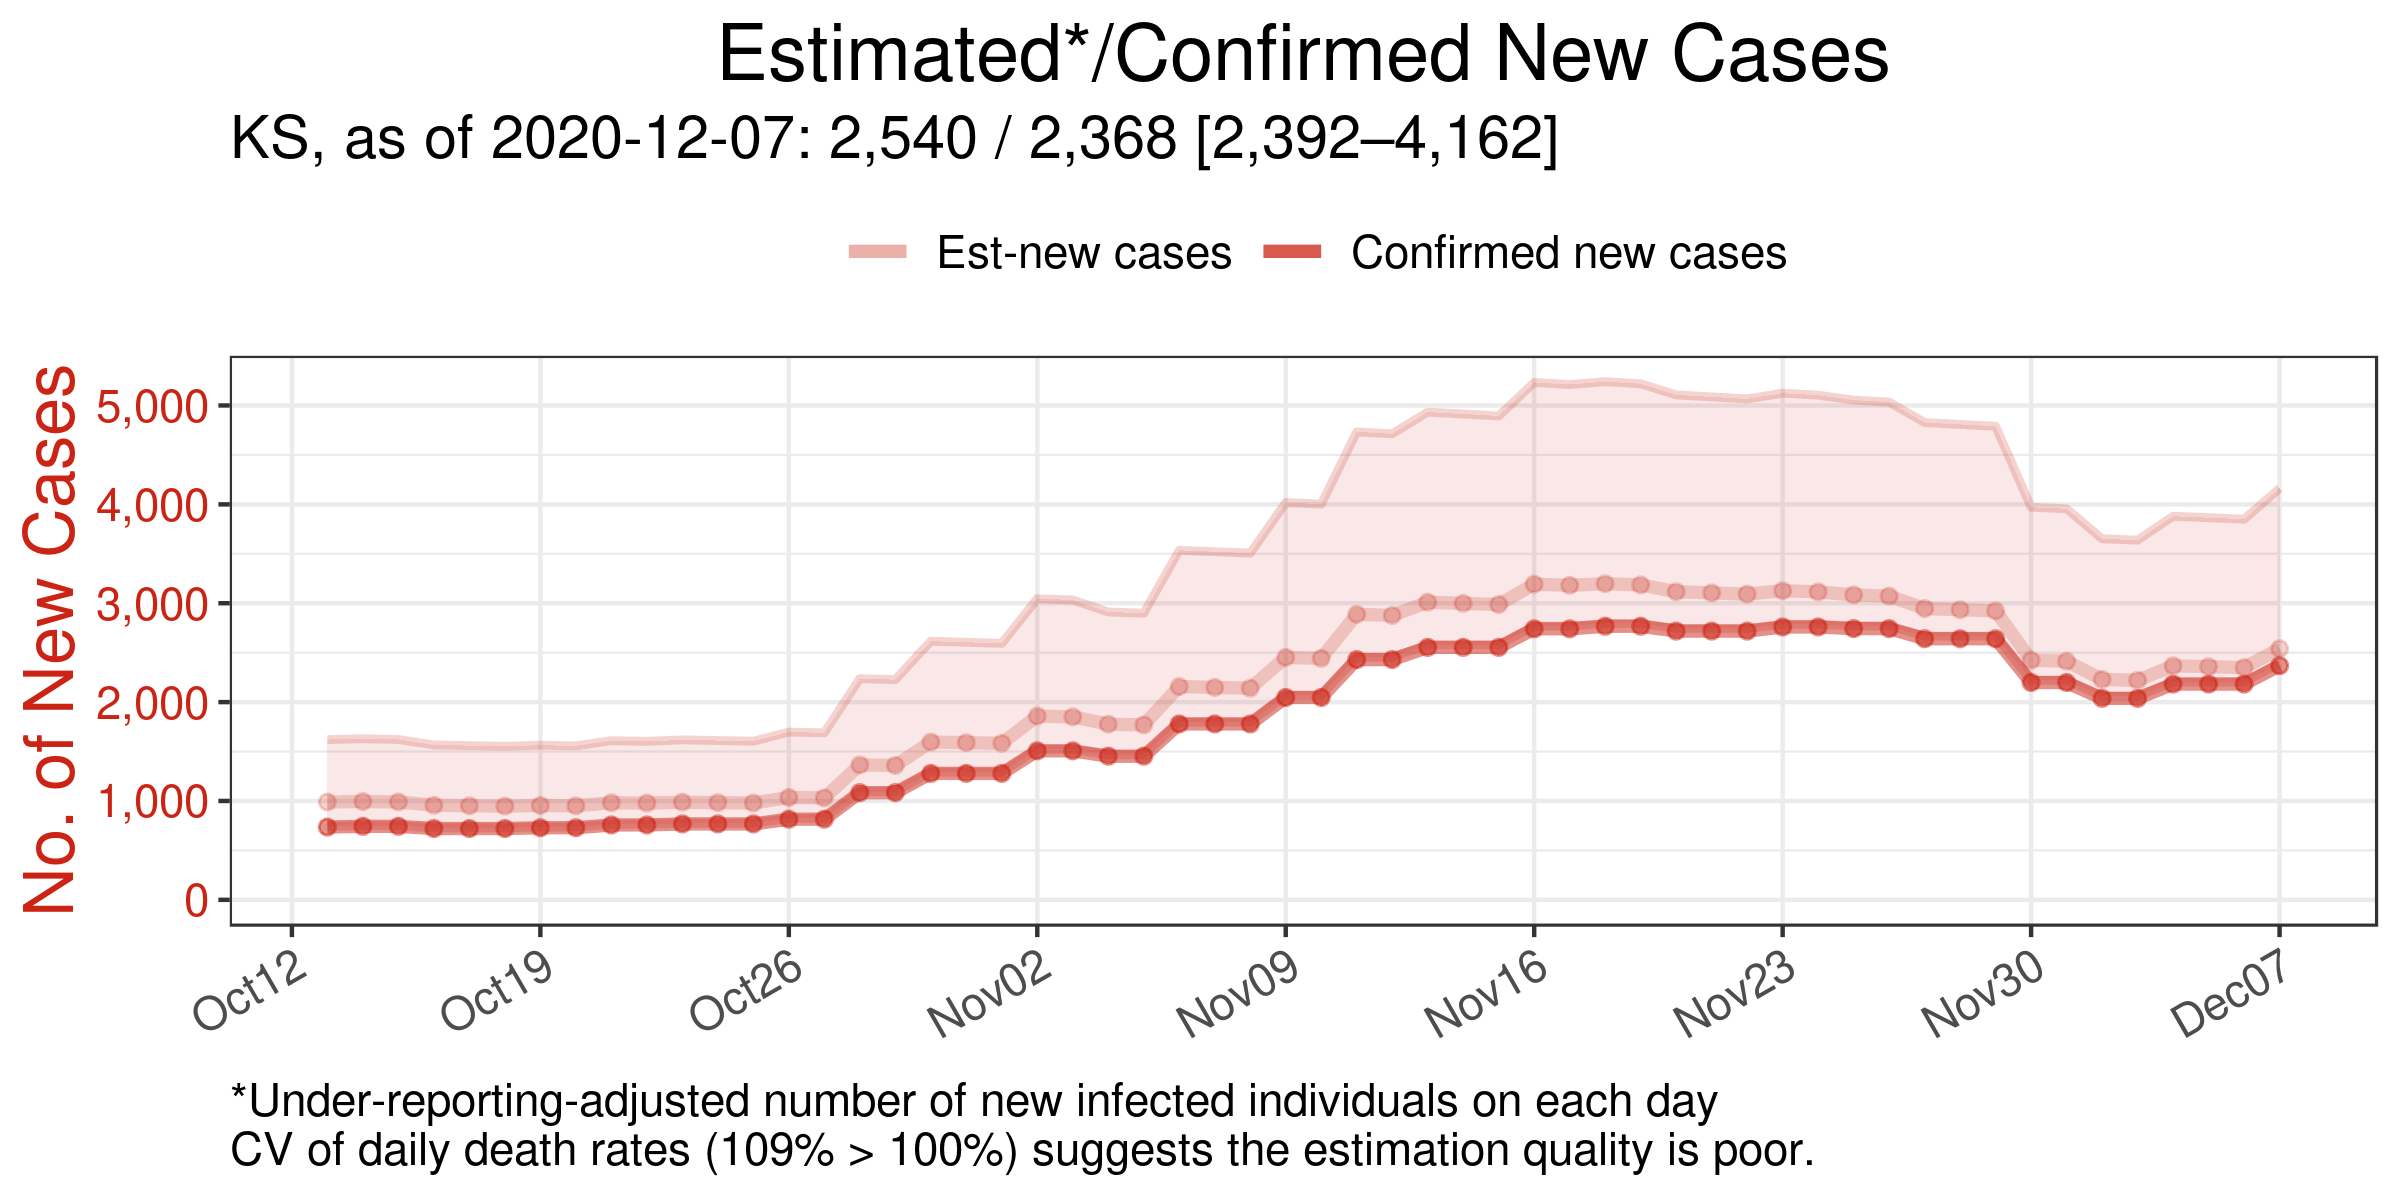 Estimated*/Confirmed New Cases
KS, as of 2020-12-07: 2,540 / 2,368 [2,392–4,162]
Est-new cases
Confirmed new cases
No. of New Cases
5,000
4,000
3,000
2,000
1,000
0
Oct12
Oct19
Oct26
Nov02
Nov09
Nov16
Nov23
Nov30
Dec07
*Under-reporting-adjusted number of new infected individuals on each day
CV of daily death rates (109% > 100%) suggests the estimation quality is poor.